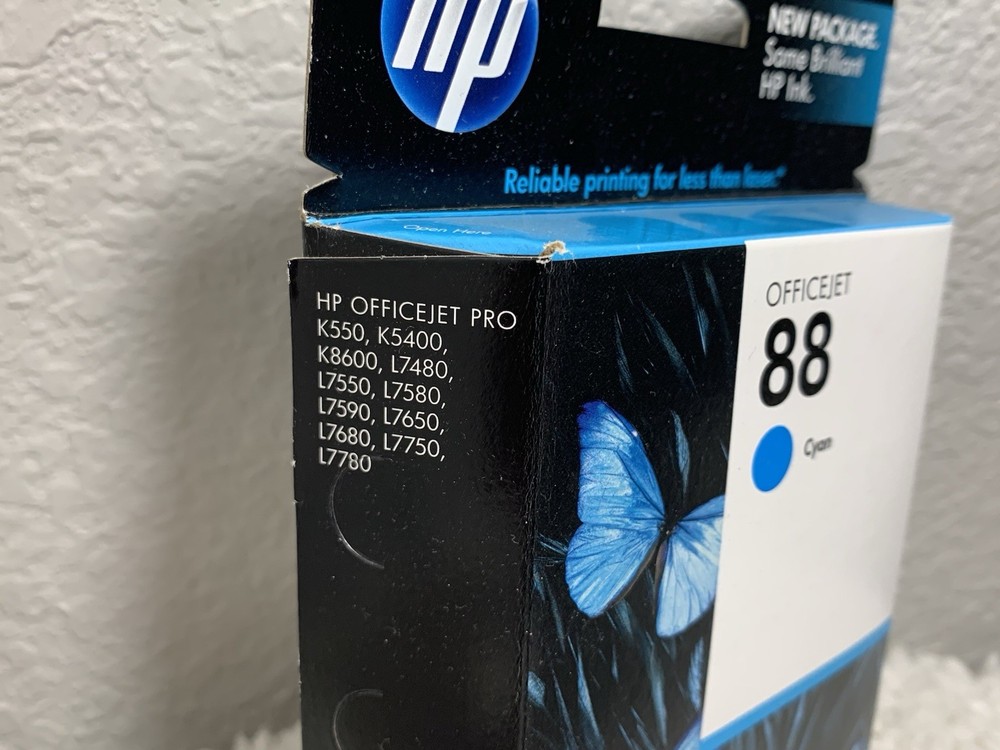 hp
NEW PACKAGE.
Same Brilliant
HP Ink.
Reliable printing for less than laser.*
Open Here
HP OFFICEJET PRO
K550, K5400,
K8600, L7480,
L7550, L7580,
L7590, L7650,
L7680, L7750,
L7780
OFFICEJET
88
Cyan